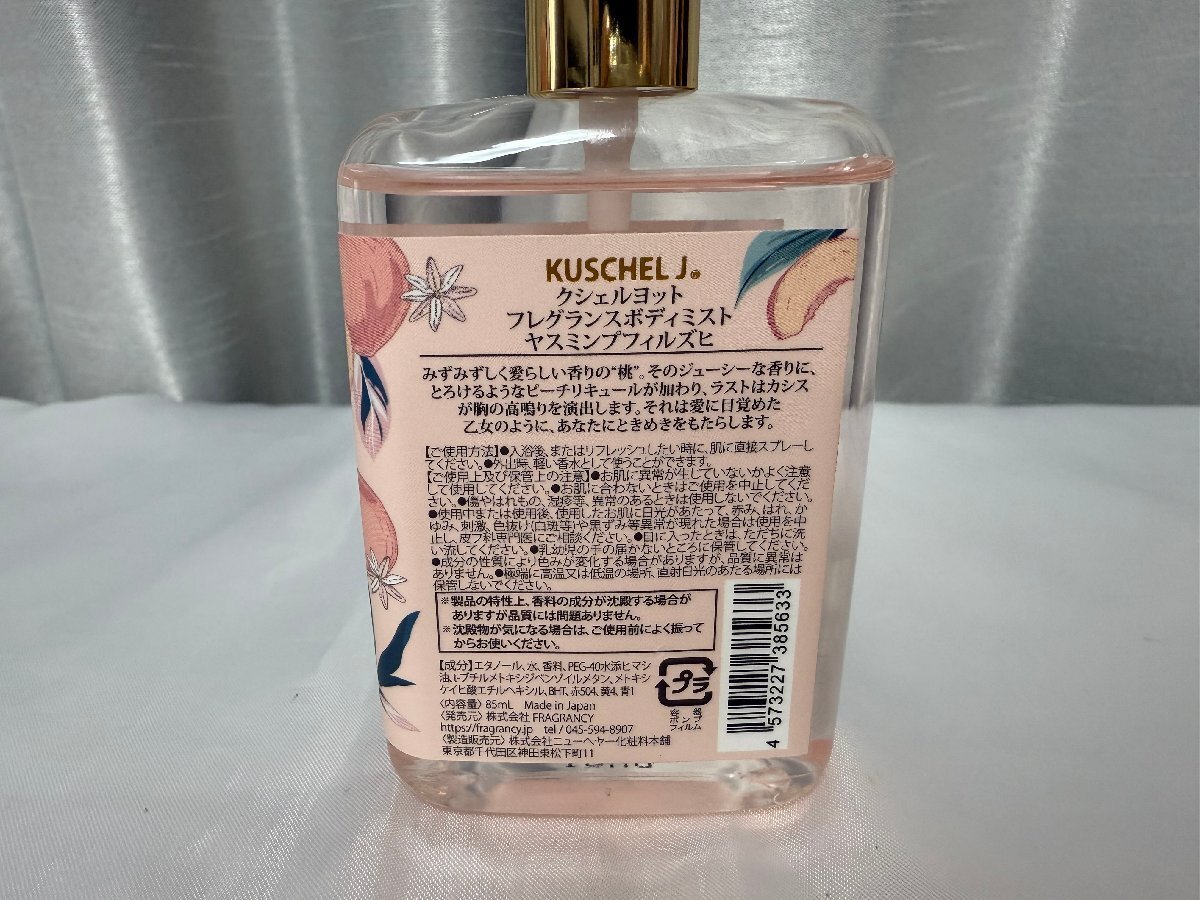 KUSCHEL J®
クシェルヨット
フレグランスボディミスト
ヤスミンプフィルズヒ
みずみずしく愛らしい香りの“桃”。そのジューシーな香りに、
とろけるようなピーチリキュールが加わり、ラストはカシス
が胸の高鳴りを演出します。それは愛に目覚めた
乙女のように、あなたにときめきをもたらします。
【ご使用方法】●入浴後、またはリフレッシュしたい時に、肌に直接スプレーし
てください。●外出時、軽い香水として使うことができます。
【ご使用上及び保管上の注意】●お肌に異常が生じていないかよく注意
して使用してください。●お肌に合わないときはご使用を中止してくだ
さい。●傷やはれもの、湿疹等、異常のあるときは使用しないでください。
●使用中または使用後、使用したお肌に日光があたって、赤み、はれ、か
ゆみ、刺激、色抜け(白斑等)や黒ずみ等異常が現れた場合は使用を中
止し、皮フ科専門医にご相談ください。●目に入ったときは、ただちに洗
い流してください。●乳幼児の手の届かないところに保管してください。
●成分の性質により色みが変化する場合がありますが、品質に異常は
ありません。●極端に高温又は低温の場所、直射日光のあたる場所には
保管しないでください。
※製品の特性上、香料の成分が沈殿する場合が
ありますが品質には問題ありません。
※沈殿物が気になる場合は、ご使用前によく振って
からお使いください。
【成分】エタノール、水、香料、PEG-40水添ヒマシ
油、t-ブチルメトキシジベンゾイルメタン、メトキシ
ケイヒ酸エチルヘキシル、BHT、赤504、黄4、青1
〈内容量〉85mL Made in Japan
〈発売元〉株式会社 FRAGRANCY
https://fragrancy.jp tel / 045-594-8907
〈製造販売元〉株式会社ニューヘヤー化粧料本舗
東京都千代田区神田東松下町11
プラ
容器
ポンプ
フィルム
4 573227 385633